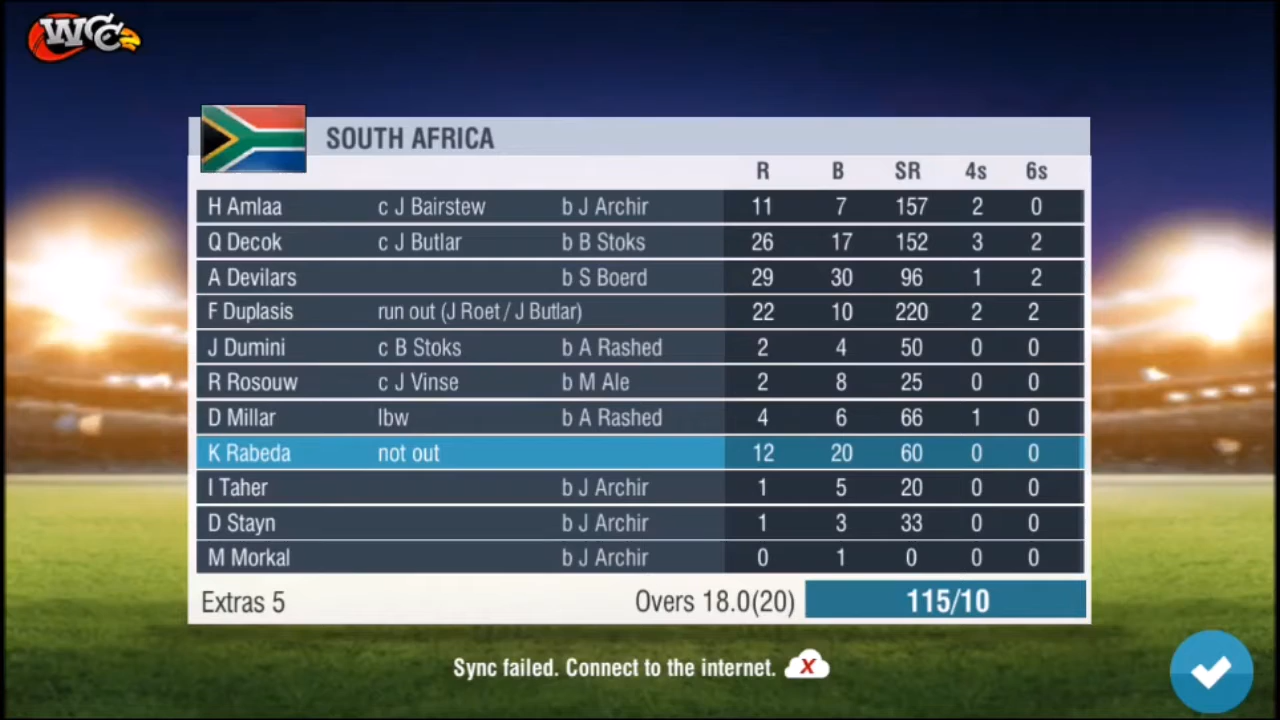 WCC
SOUTH AFRICA
R B SR 4s 6s
H Amlaa c J Bairstew b J Archir 11 7 157 2 0
Q Decok c J Butlar b B Stoks 26 17 152 3 2
A Devilars b S Boerd 29 30 96 1 2
F Duplasis run out (J Roet / J Butlar) 22 10 220 2 2
J Dumini c B Stoks b A Rashed 2 4 50 0 0
R Rosouw c J Vinse b M Ale 2 8 25 0 0
D Millar lbw b A Rashed 4 6 66 1 0
K Rabeda not out 12 20 60 0 0
I Taher b J Archir 1 5 20 0 0
D Stayn b J Archir 1 3 33 0 0
M Morkal b J Archir 0 1 0 0 0
Extras 5 Overs 18.0(20) 115/10
Sync failed. Connect to the internet. X